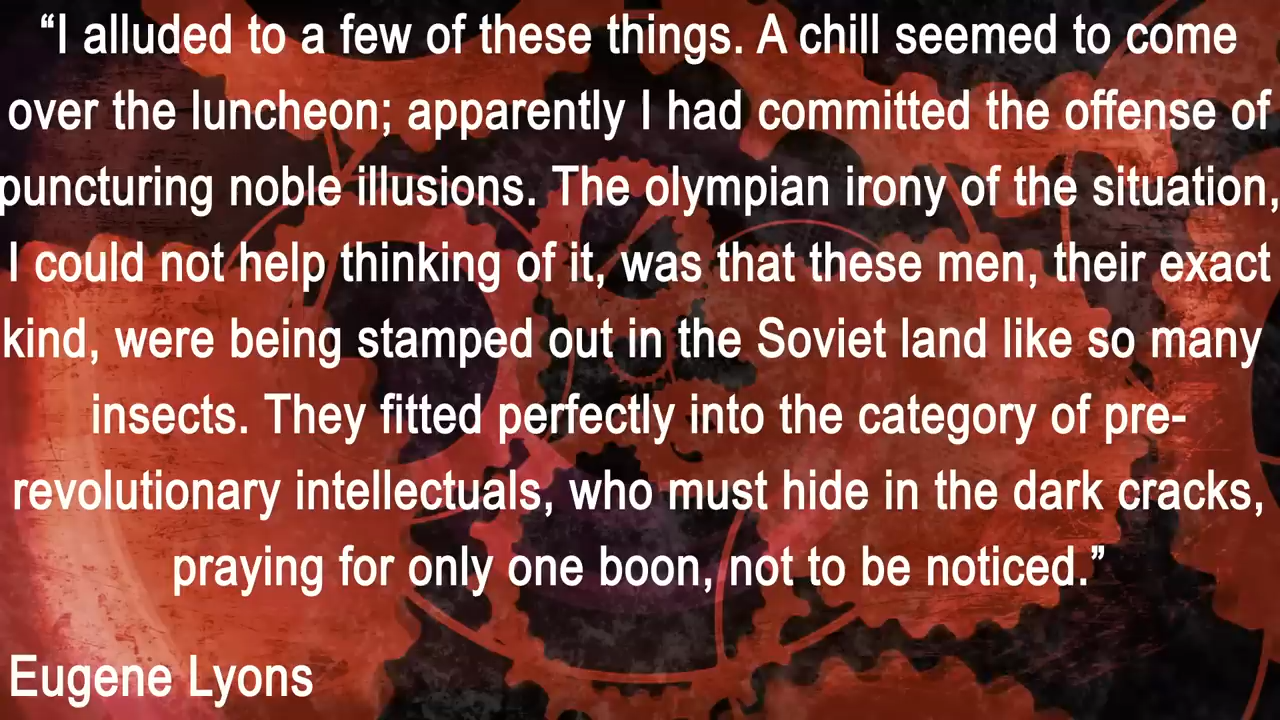 “I alluded to a few of these things. A chill seemed to come
over the luncheon; apparently I had committed the offense of
puncturing noble illusions. The olympian irony of the situation,
I could not help thinking of it, was that these men, their exact
kind, were being stamped out in the Soviet land like so many
insects. They fitted perfectly into the category of pre-
revolutionary intellectuals, who must hide in the dark cracks,
praying for only one boon, not to be noticed.”
Eugene Lyons